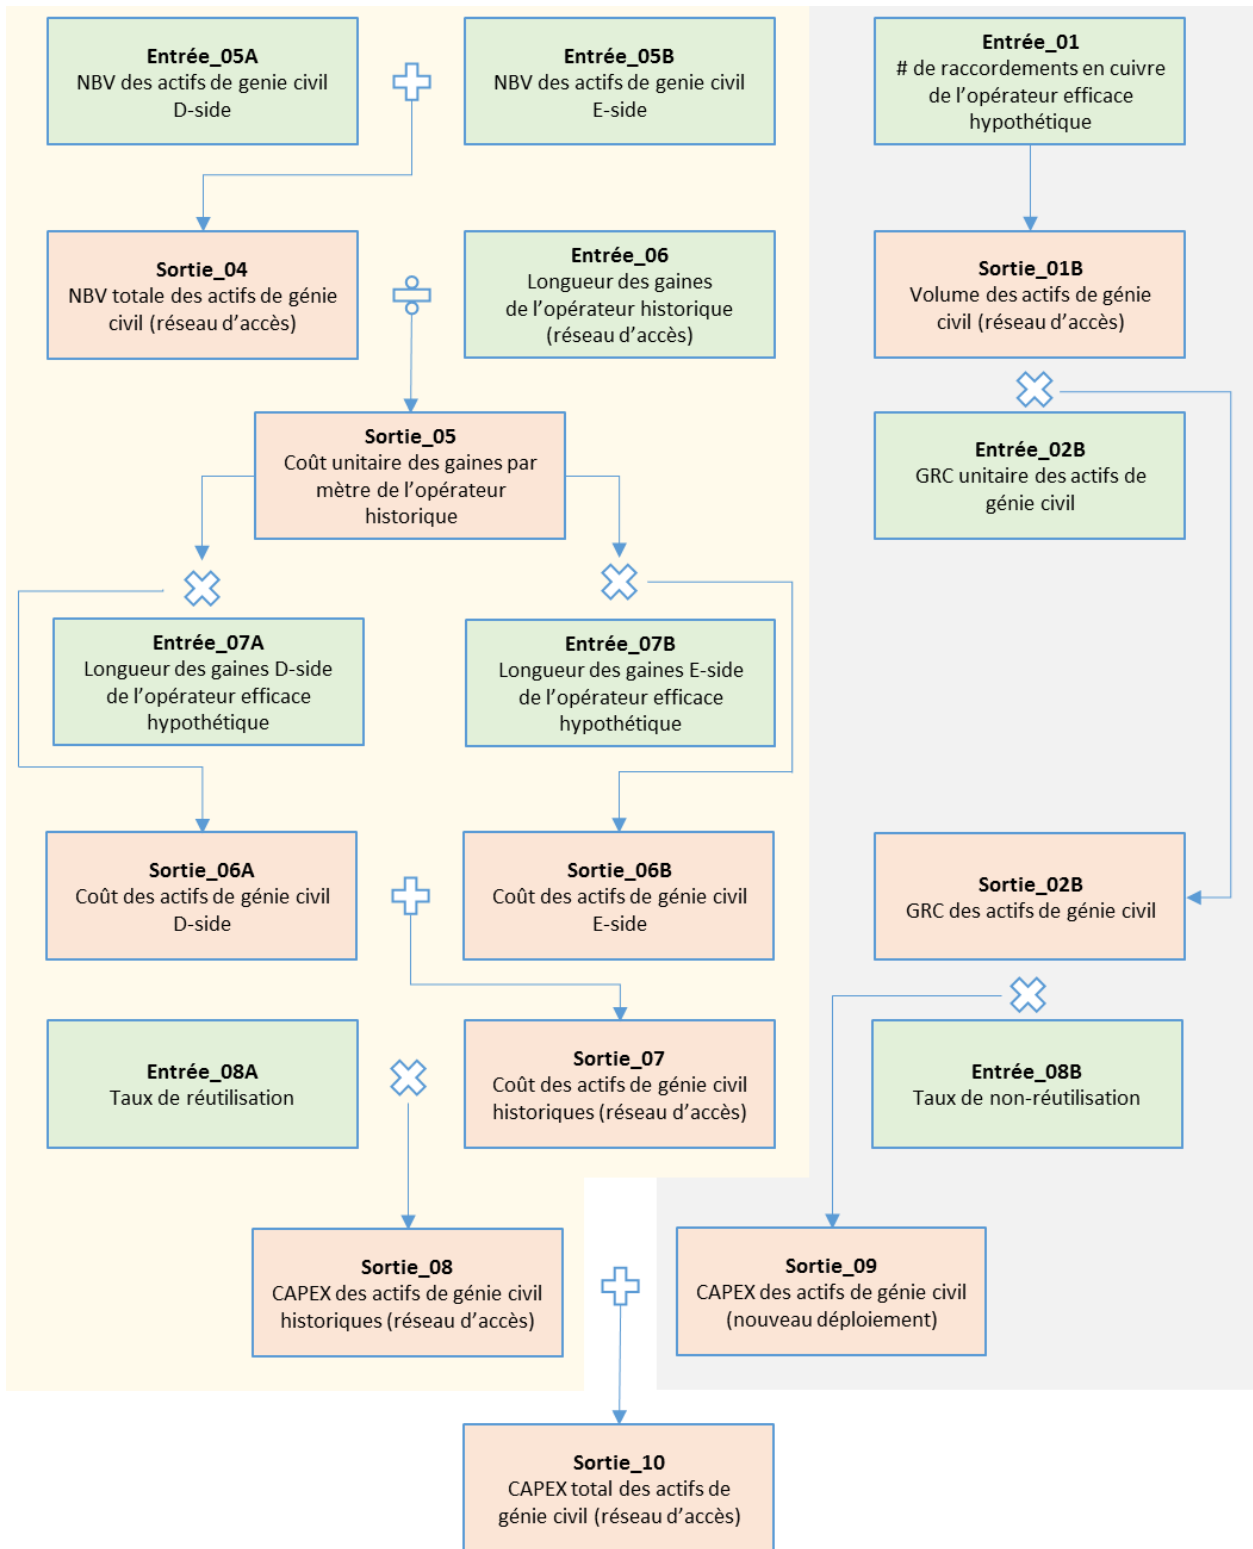 Entrée_05A
NBV des actifs de genie civil
D-side
Entrée_05B
NBV des actifs de genie civil
E-side
Entrée_01
# de raccordements en cuivre
de l’opérateur efficace
hypothétique
Sortie_04
NBV totale des actifs de génie
civil (réseau d’accès)
Entrée_06
Longueur des gaines
de l’opérateur historique
(réseau d’accès)
Sortie_01B
Volume des actifs de génie
civil (réseau d’accès)
Sortie_05
Coût unitaire des gaines par
mètre de l’opérateur
historique
Entrée_02B
GRC unitaire des actifs de
génie civil
Entrée_07A
Longueur des gaines D-side
de l’opérateur efficace
hypothétique
Entrée_07B
Longueur des gaines E-side
de l’opérateur efficace
hypothétique
Sortie_06A
Coût des actifs de génie civil
D-side
Sortie_06B
Coût des actifs de génie civil
E-side
Sortie_02B
GRC des actifs de génie civil
Entrée_08A
Taux de réutilisation
Sortie_07
Coût des actifs de génie civil
historiques (réseau d’accès)
Entrée_08B
Taux de non-réutilisation
Sortie_08
CAPEX des actifs de génie civil
historiques (réseau d’accès)
Sortie_09
CAPEX des actifs de génie civil
(nouveau déploiement)
Sortie_10
CAPEX total des actifs de
génie civil (réseau d’accès)